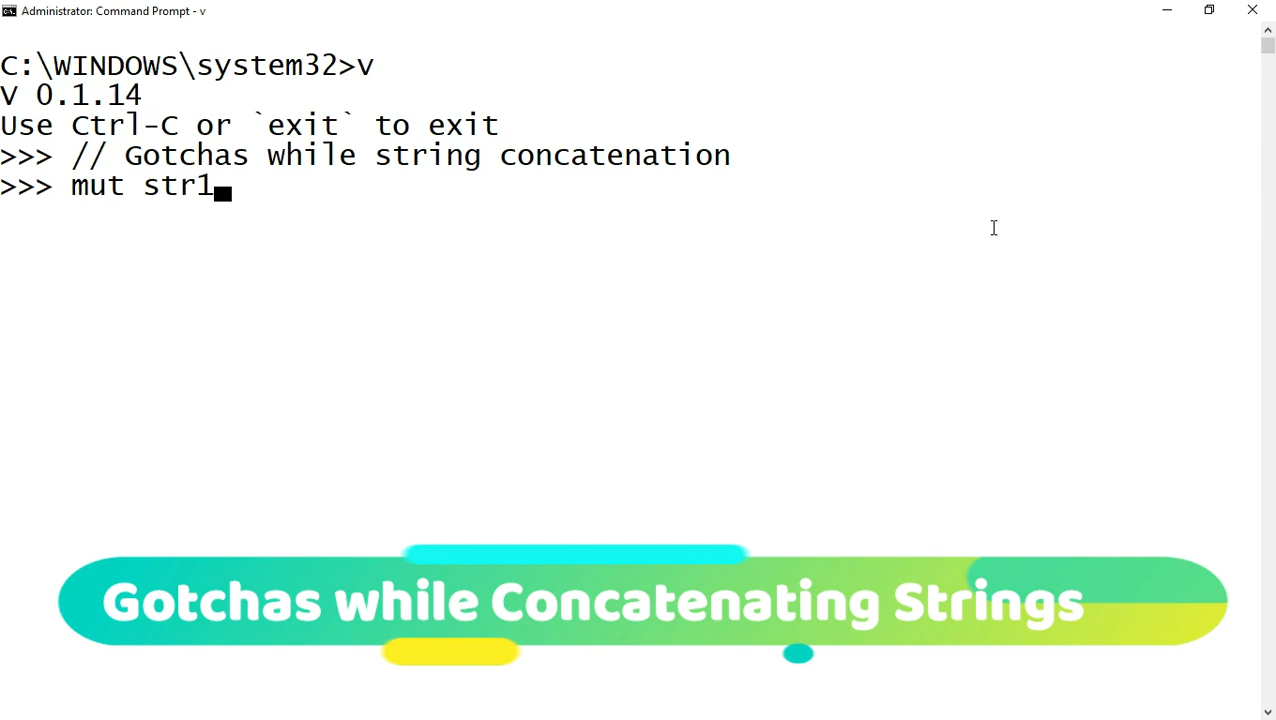 Administrator: Command Prompt - v
C:\WINDOWS\system32>v
V 0.1.14
Use Ctrl-C or `exit` to exit
>>> // Gotchas while string concatenation
>>> mut str1
Gotchas while Concatenating Strings